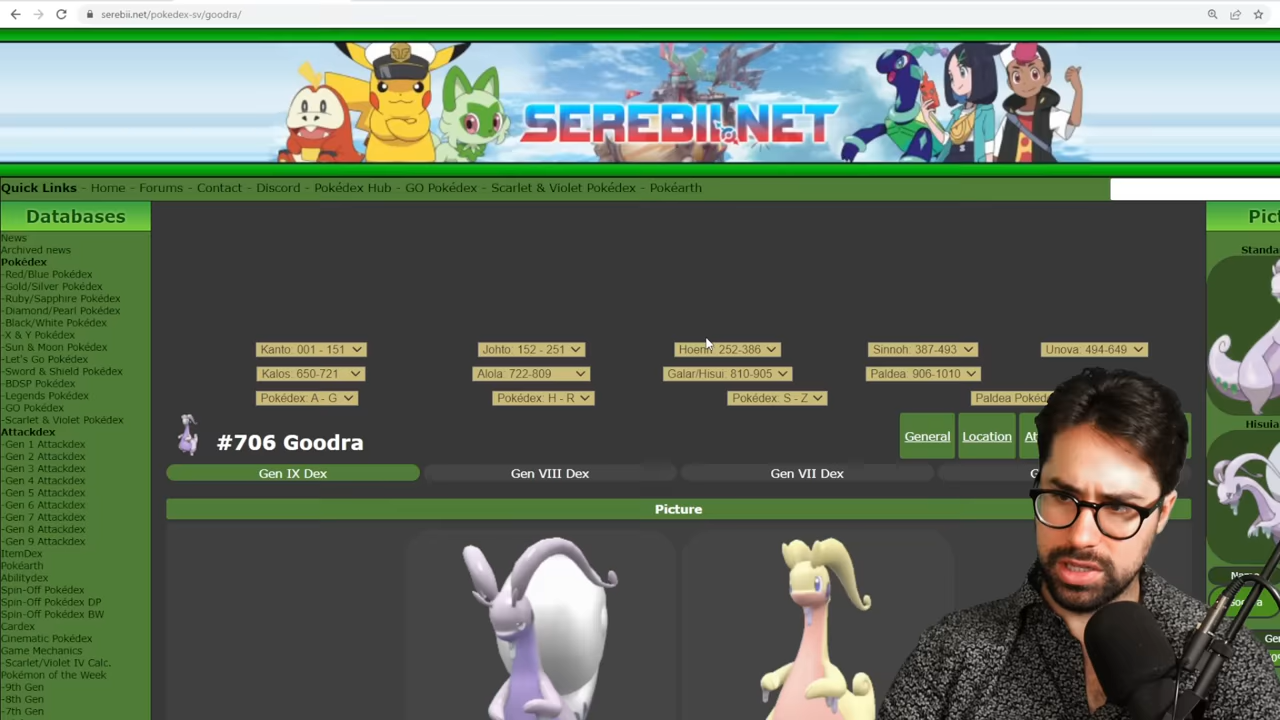 serebii.net/pokedex-sv/goodra/
SEREBII.NET
Quick Links - Home - Forums - Contact - Discord - Pokédex Hub - GO Pokédex - Scarlet & Violet Pokédex - Pokéarth
Databases
News
Archived news
Pokédex
-Red/Blue Pokédex
-Gold/Silver Pokédex
-Ruby/Sapphire Pokédex
-Diamond/Pearl Pokédex
-Black/White Pokédex
-X & Y Pokédex
-Sun & Moon Pokédex
-Let's Go Pokédex
-Sword & Shield Pokédex
-BDSP Pokédex
-Legends Pokédex
-GO Pokédex
-Scarlet & Violet Pokédex
Attackdex
-Gen 1 Attackdex
-Gen 2 Attackdex
-Gen 3 Attackdex
-Gen 4 Attackdex
-Gen 5 Attackdex
-Gen 6 Attackdex
-Gen 7 Attackdex
-Gen 8 Attackdex
-Gen 9 Attackdex
ItemDex
Pokéarth
Abilitydex
Spin-Off Pokédex
Spin-Off Pokédex DP
Spin-Off Pokédex BW
Cardex
Cinematic Pokédex
Game Mechanics
-Scarlet/Violet IV Calc.
Pokémon of the Week
-9th Gen
-8th Gen
-7th Gen
Kanto: 001 - 151 Johto: 152 - 251 Hoenn: 252-386 Sinnoh: 387-493 Unova: 494-649
Kalos: 650-721 Alola: 722-809 Galar/Hisui: 810-905 Paldea: 906-1010
Pokédex: A - G Pokédex: H - R Pokédex: S - Z Paldea Poké
#706 Goodra
General Location At
Gen IX Dex Gen VIII Dex Gen VII Dex G
Picture
Pict
Standa
Hisuia
Nam
Ge